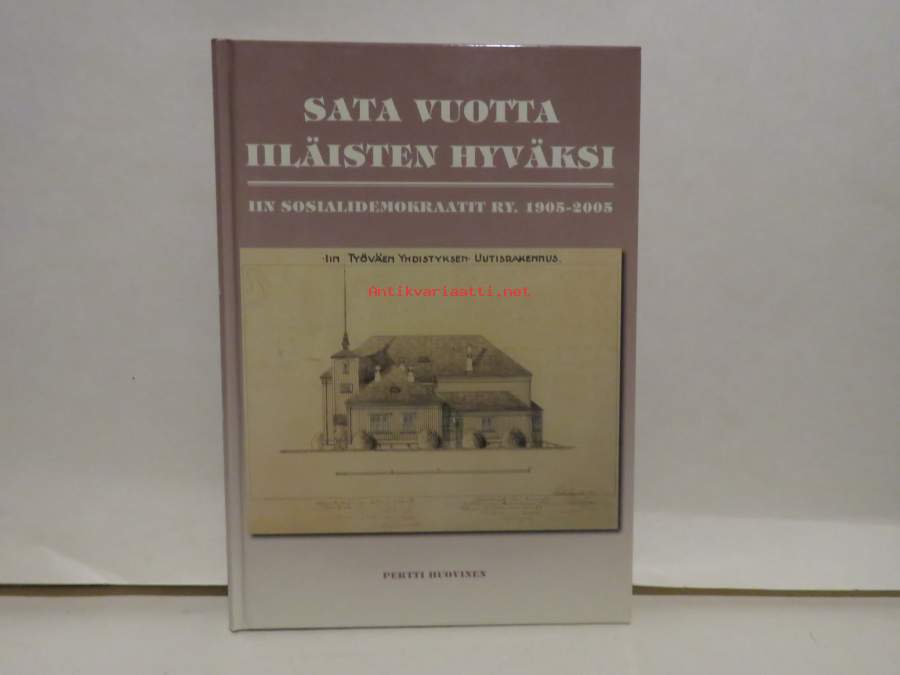 SATA VUOTTA
IILÄISTEN HYVÄKSI
IIN SOSIALIDEMOKRAATIT RY. 1905-2005
·IIN TYÖVÄEN YHDISTYKSEN· UUTISRAKENNUS.
Antikvariaatti.net
PERTTI HUOVINEN